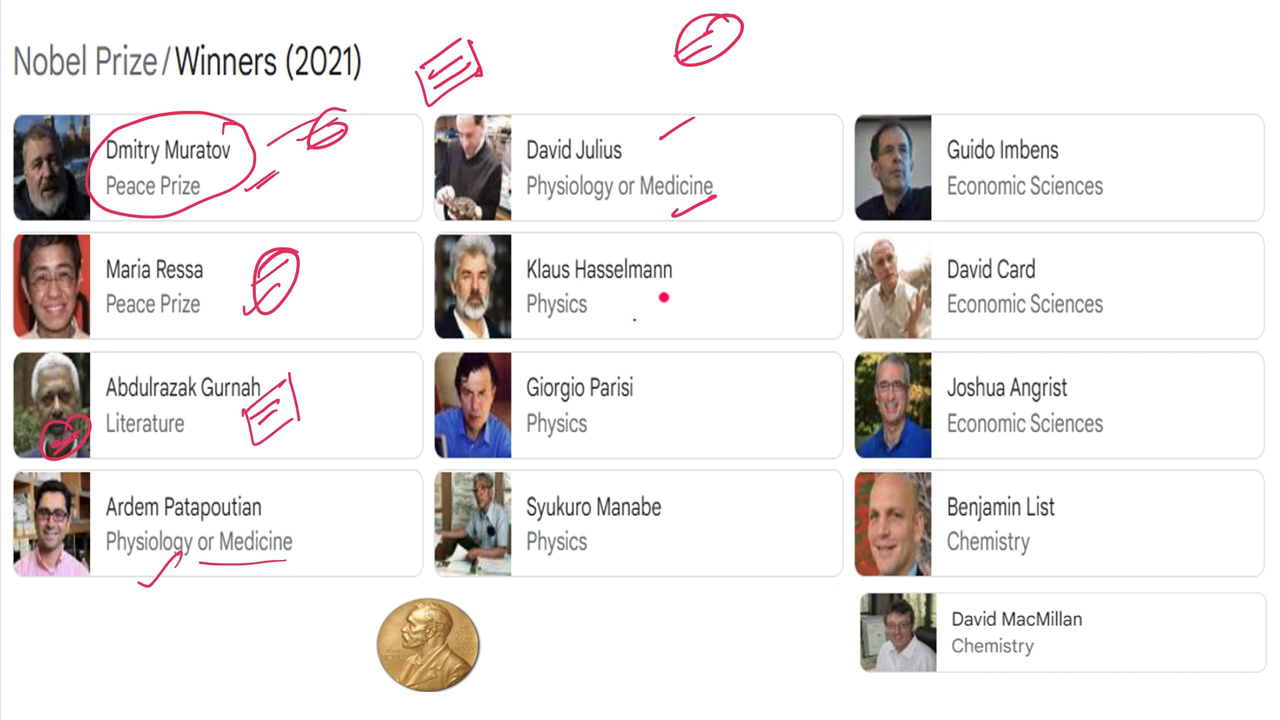 Nobel Prize / Winners (2021)
Dmitry Muratov
Peace Prize
Maria Ressa
Peace Prize
Abdulrazak Gurnah
Literature
Ardem Patapoutian
Physiology or Medicine
David Julius
Physiology or Medicine
Klaus Hasselmann
Physics
Giorgio Parisi
Physics
Syukuro Manabe
Physics
Guido Imbens
Economic Sciences
David Card
Economic Sciences
Joshua Angrist
Economic Sciences
Benjamin List
Chemistry
David MacMillan
Chemistry